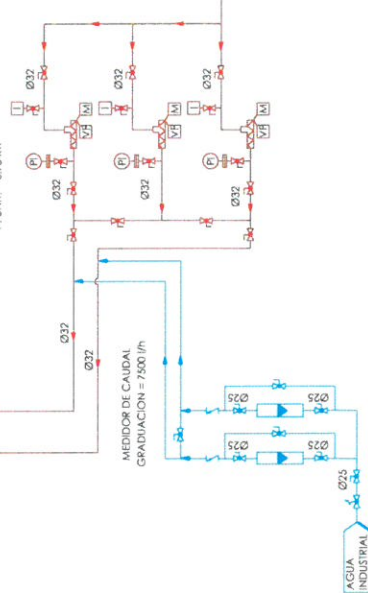 Ø32
Ø32
Ø32
I
I
I
M
M
M
VR
VR
VR
PI
PI
PI
Ø32
Ø32
Ø32
Ø32
Ø32
MEDIDOR DE CAUDAL
GRADUACION = 7500 l/h
Ø25
Ø25
Ø25
Ø25
Ø25
AGUA
INDUSTRIAL